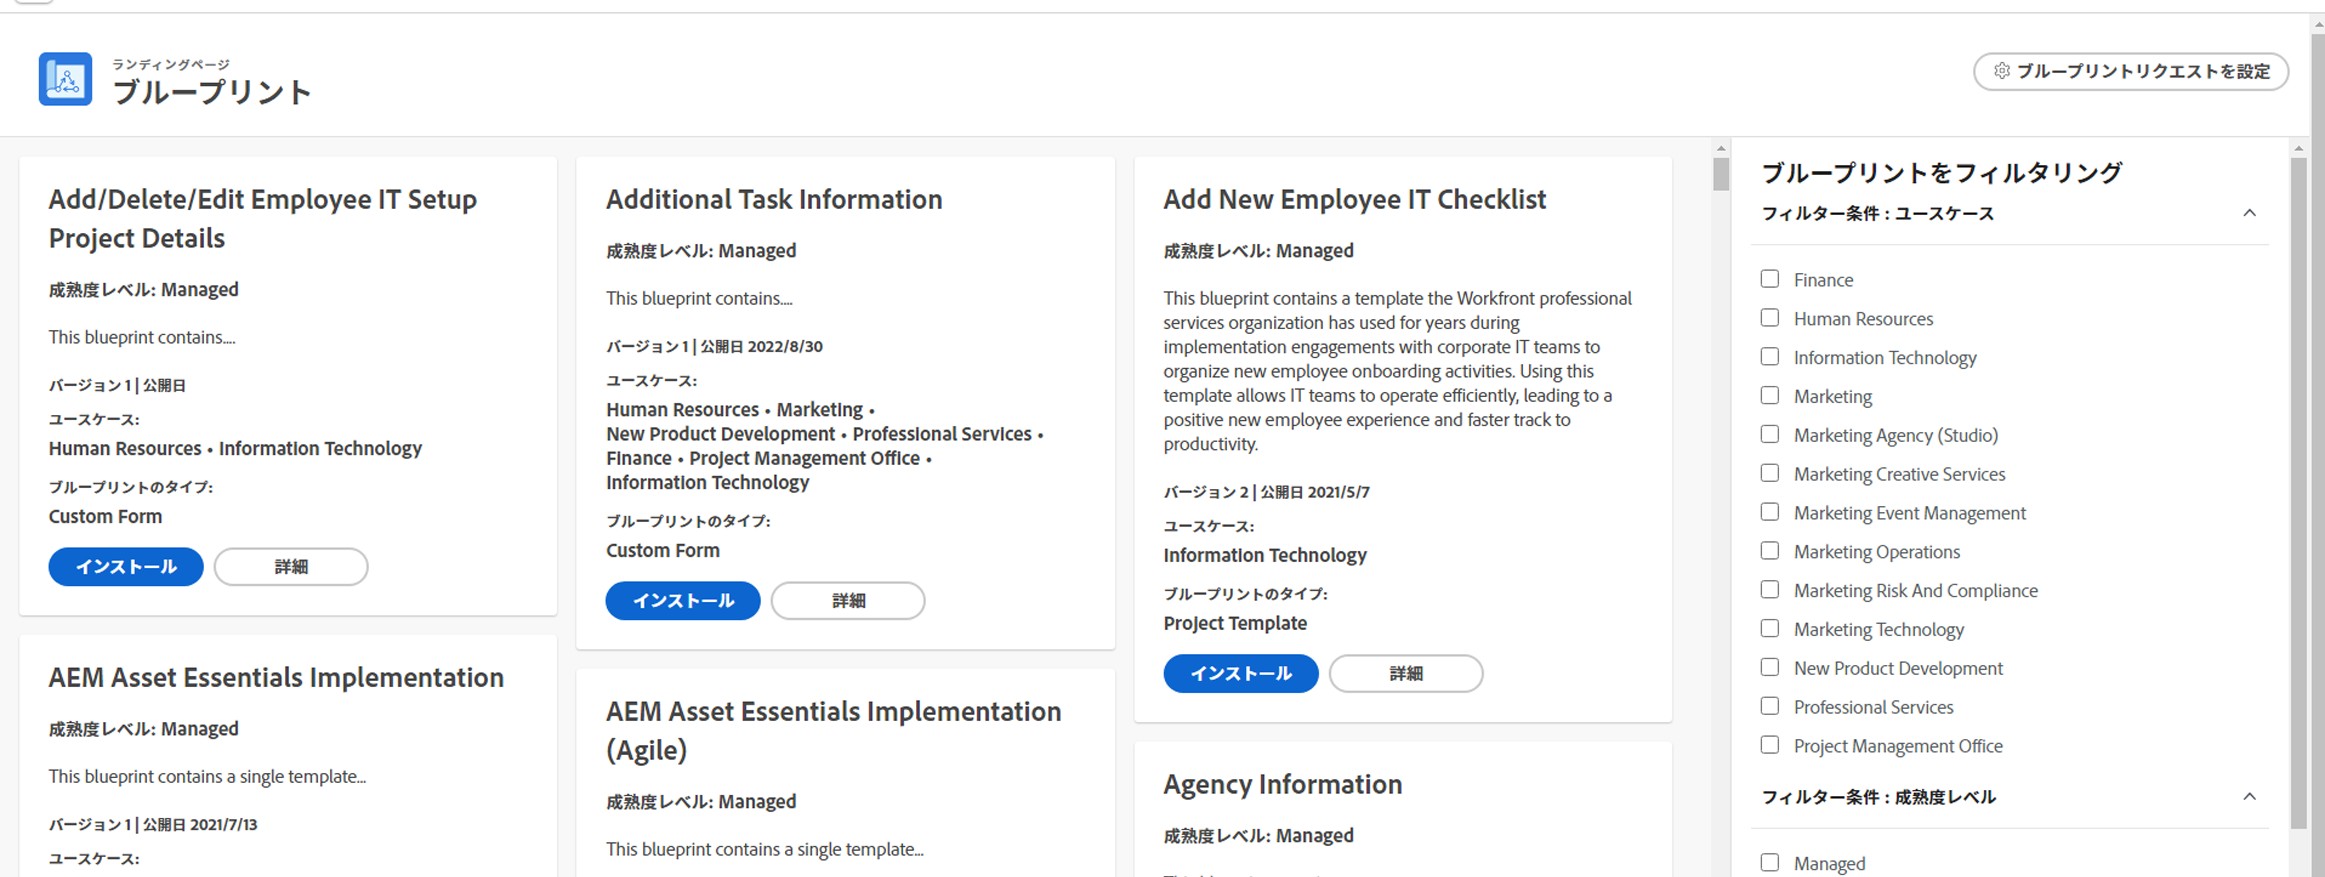 ランディングページ
ブループリント
ブループリントリクエストを設定
Add/Delete/Edit Employee IT Setup
Project Details
成熟度レベル: Managed
This blueprint contains....
バージョン 1 | 公開日
ユースケース:
Human Resources • Information Technology
ブループリントのタイプ:
Custom Form
インストール
詳細
AEM Asset Essentials Implementation
成熟度レベル: Managed
This blueprint contains a single template...
バージョン 1 | 公開日 2021/7/13
ユースケース:
Additional Task Information
成熟度レベル: Managed
This blueprint contains....
バージョン 1 | 公開日 2022/8/30
ユースケース:
Human Resources • Marketing •
New Product Development • Professional Services •
Finance • Project Management Office •
Information Technology
ブループリントのタイプ:
Custom Form
インストール
詳細
AEM Asset Essentials Implementation
(Agile)
成熟度レベル: Managed
This blueprint contains a single template...
Add New Employee IT Checklist
成熟度レベル: Managed
This blueprint contains a template the Workfront professional
services organization has used for years during
implementation engagements with corporate IT teams to
organize new employee onboarding activities. Using this
template allows IT teams to operate efficiently, leading to a
positive new employee experience and faster track to
productivity.
バージョン 2 | 公開日 2021/5/7
ユースケース:
Information Technology
ブループリントのタイプ:
Project Template
インストール
詳細
Agency Information
成熟度レベル: Managed
ブループリントをフィルタリング
フィルター条件 : ユースケース
Finance
Human Resources
Information Technology
Marketing
Marketing Agency (Studio)
Marketing Creative Services
Marketing Event Management
Marketing Operations
Marketing Risk And Compliance
Marketing Technology
New Product Development
Professional Services
Project Management Office
フィルター条件 : 成熟度レベル
Managed